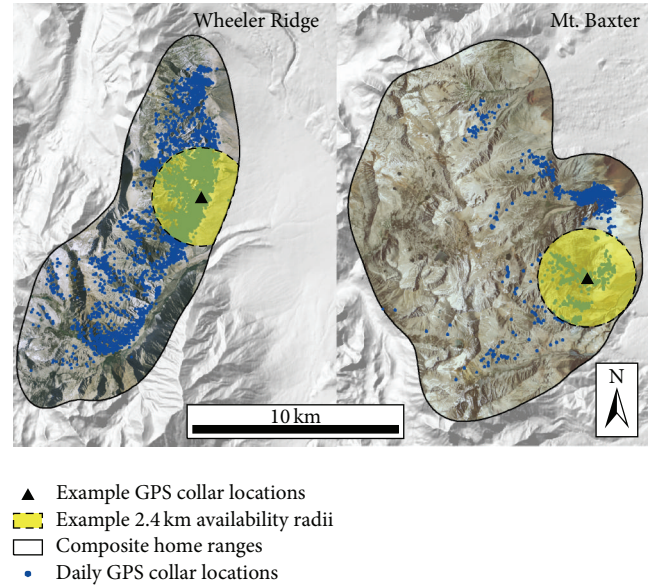 Wheeler Ridge
Mt. Baxter
N
10 km
Example GPS collar locations
Example 2.4 km availability radii
Composite home ranges
Daily GPS collar locations